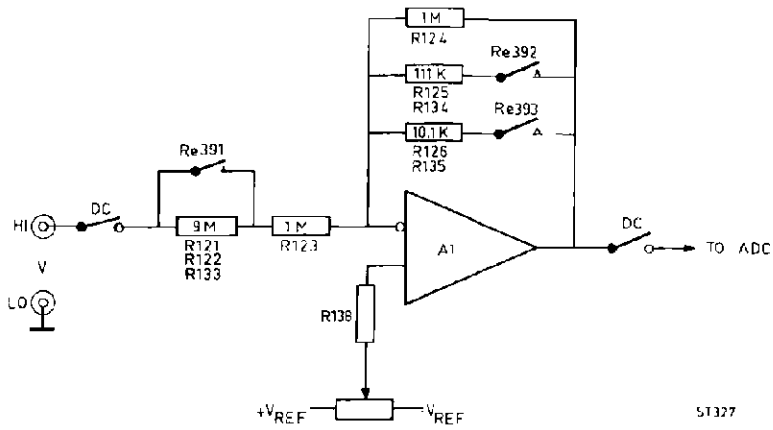 1M
R124
Re392
111 K
R125
R134
Re393
10.1K
R126
R135
Re391
HI
DC
9M
R121
R122
R133
1M
R123
A1
DC
TO ADC
V
LO
R138
+VREF
-VREF
ST327